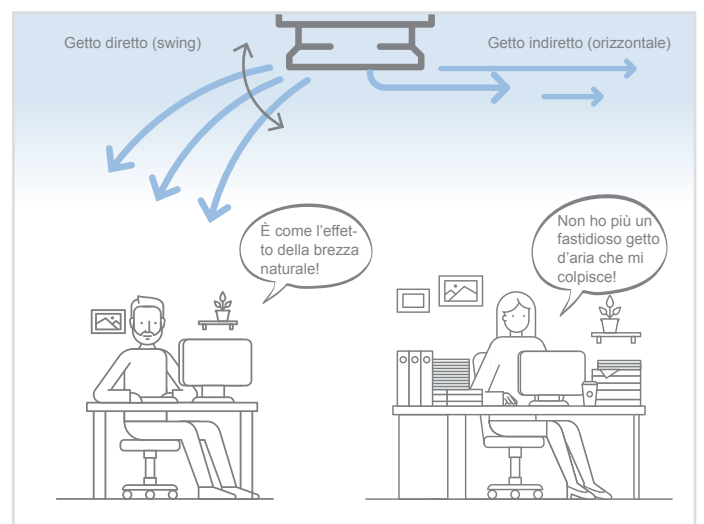 Getto diretto (swing)
Getto indiretto (orizzontale)
È come l'effet-
to della brezza
naturale!
Non ho più un
fastidioso getto
d'aria che mi
colpisce!